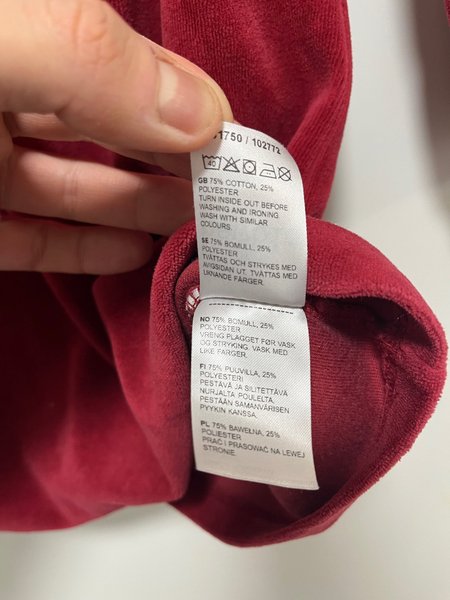 1750 / 102772
40
GB 75% COTTON, 25%
POLYESTER
TURN INSIDE OUT BEFORE
WASHING AND IRONING
WASH WITH SIMILAR
COLOURS.
SE 75% BOMULL, 25%
POLYESTER
TVÄTTAS OCH STRYKES MED
AVIGSIDAN UT. TVÄTTAS MED
LIKNANDE FÄRGER.
NO 75% BOMULL, 25%
POLYESTER
VRENG PLAGGET FØR VASK
OG STRYKING. VASK MED
LIKE FARGER.
FI 75% PUUVILLA, 25%
POLYESTERI
PESTÄVÄ JA SILITETTÄVÄ
NURJALTA PUOLELTA.
PESTÄÄN SAMANVÄRISEN
PYYKIN KANSSA.
PL 75% BAWEŁNA, 25%
POLIESTER
PRAĆ I PRASOWAĆ NA LEWEJ
STRONIE.